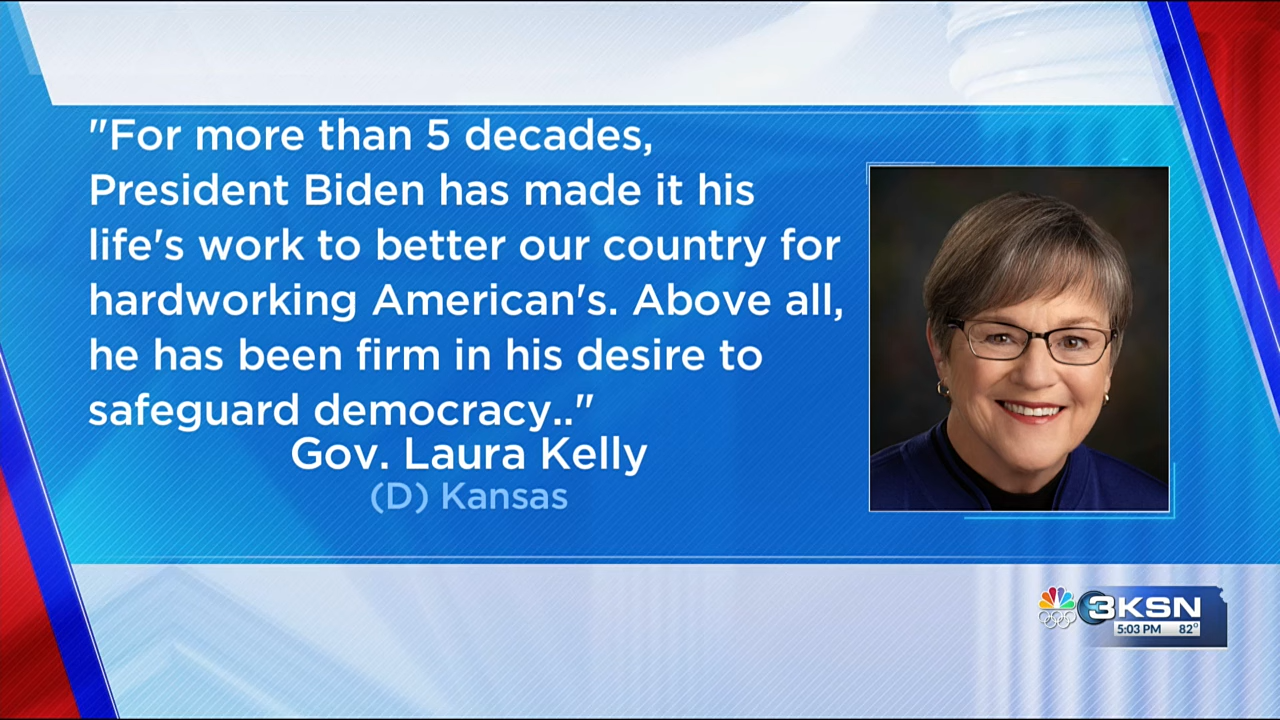 "For more than 5 decades,
President Biden has made it his
life's work to better our country for
hardworking American's. Above all,
he has been firm in his desire to
safeguard democracy.."
Gov. Laura Kelly
(D) Kansas
3KSN
5:03 PM 82°